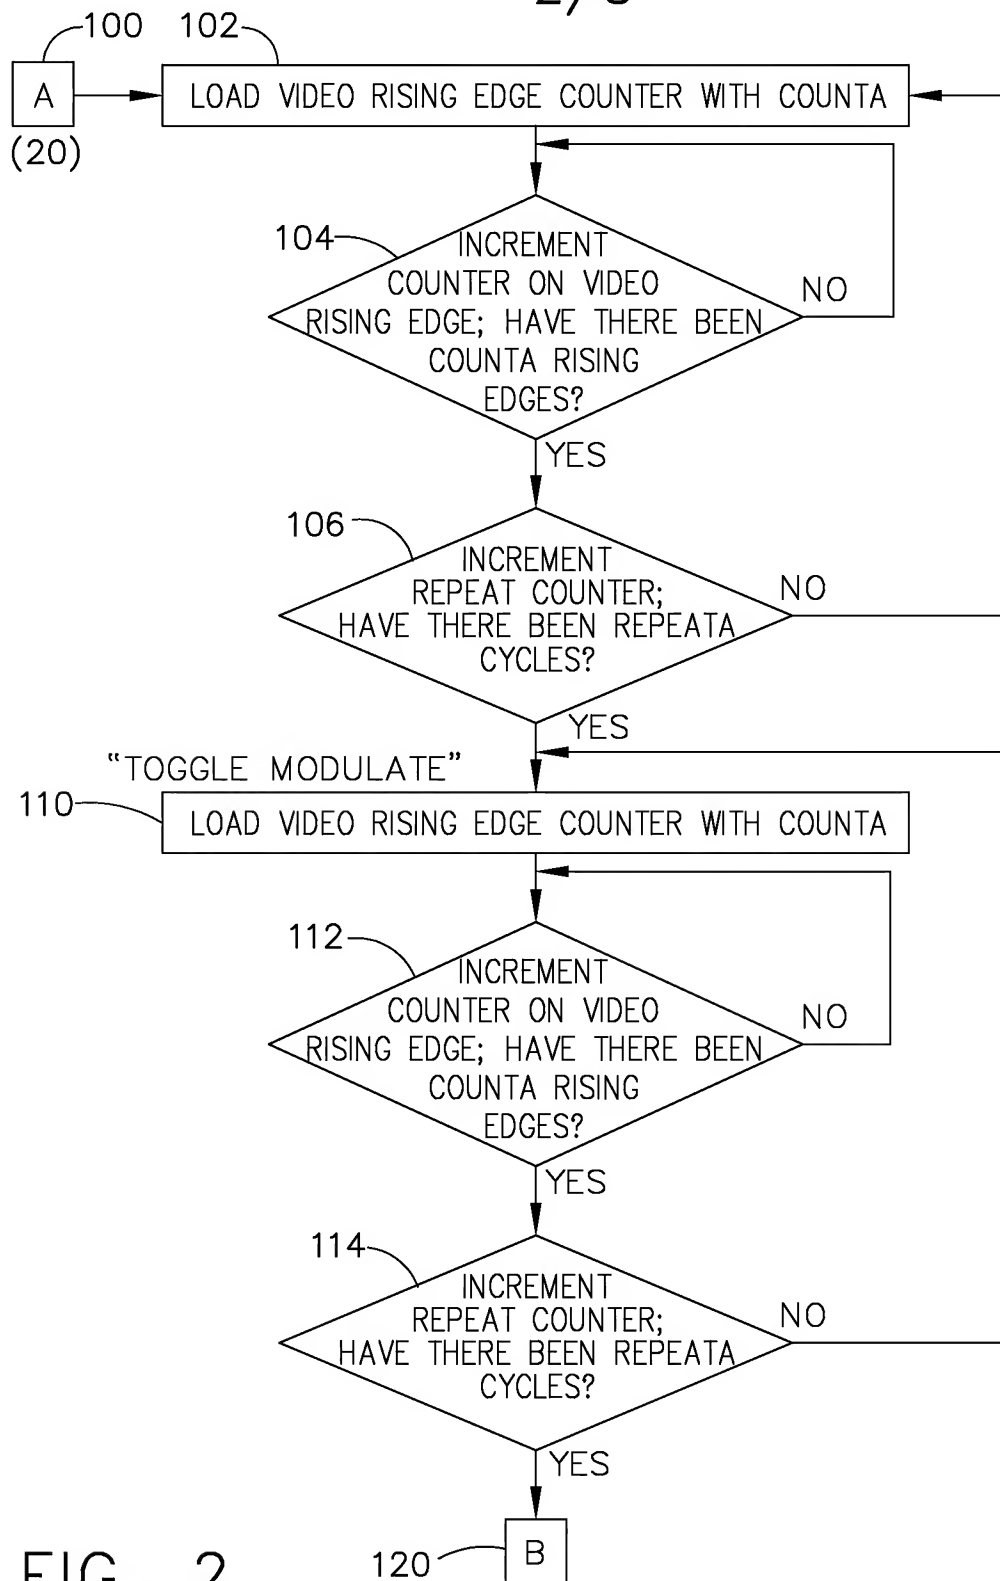 100 102
A
LOAD VIDEO RISING EDGE COUNTER WITH COUNTA
(20)
104
INCREMENT
COUNTER ON VIDEO
RISING EDGE; HAVE THERE BEEN
COUNTA RISING
EDGES?
NO
YES
106
INCREMENT
REPEAT COUNTER;
HAVE THERE BEEN REPEATA
CYCLES?
NO
YES
"TOGGLE MODULATE"
110
LOAD VIDEO RISING EDGE COUNTER WITH COUNTA
112
INCREMENT
COUNTER ON VIDEO
RISING EDGE; HAVE THERE BEEN
COUNTA RISING
EDGES?
NO
YES
114
INCREMENT
REPEAT COUNTER;
HAVE THERE BEEN REPEATA
CYCLES?
NO
YES
120
B
FIG. 2